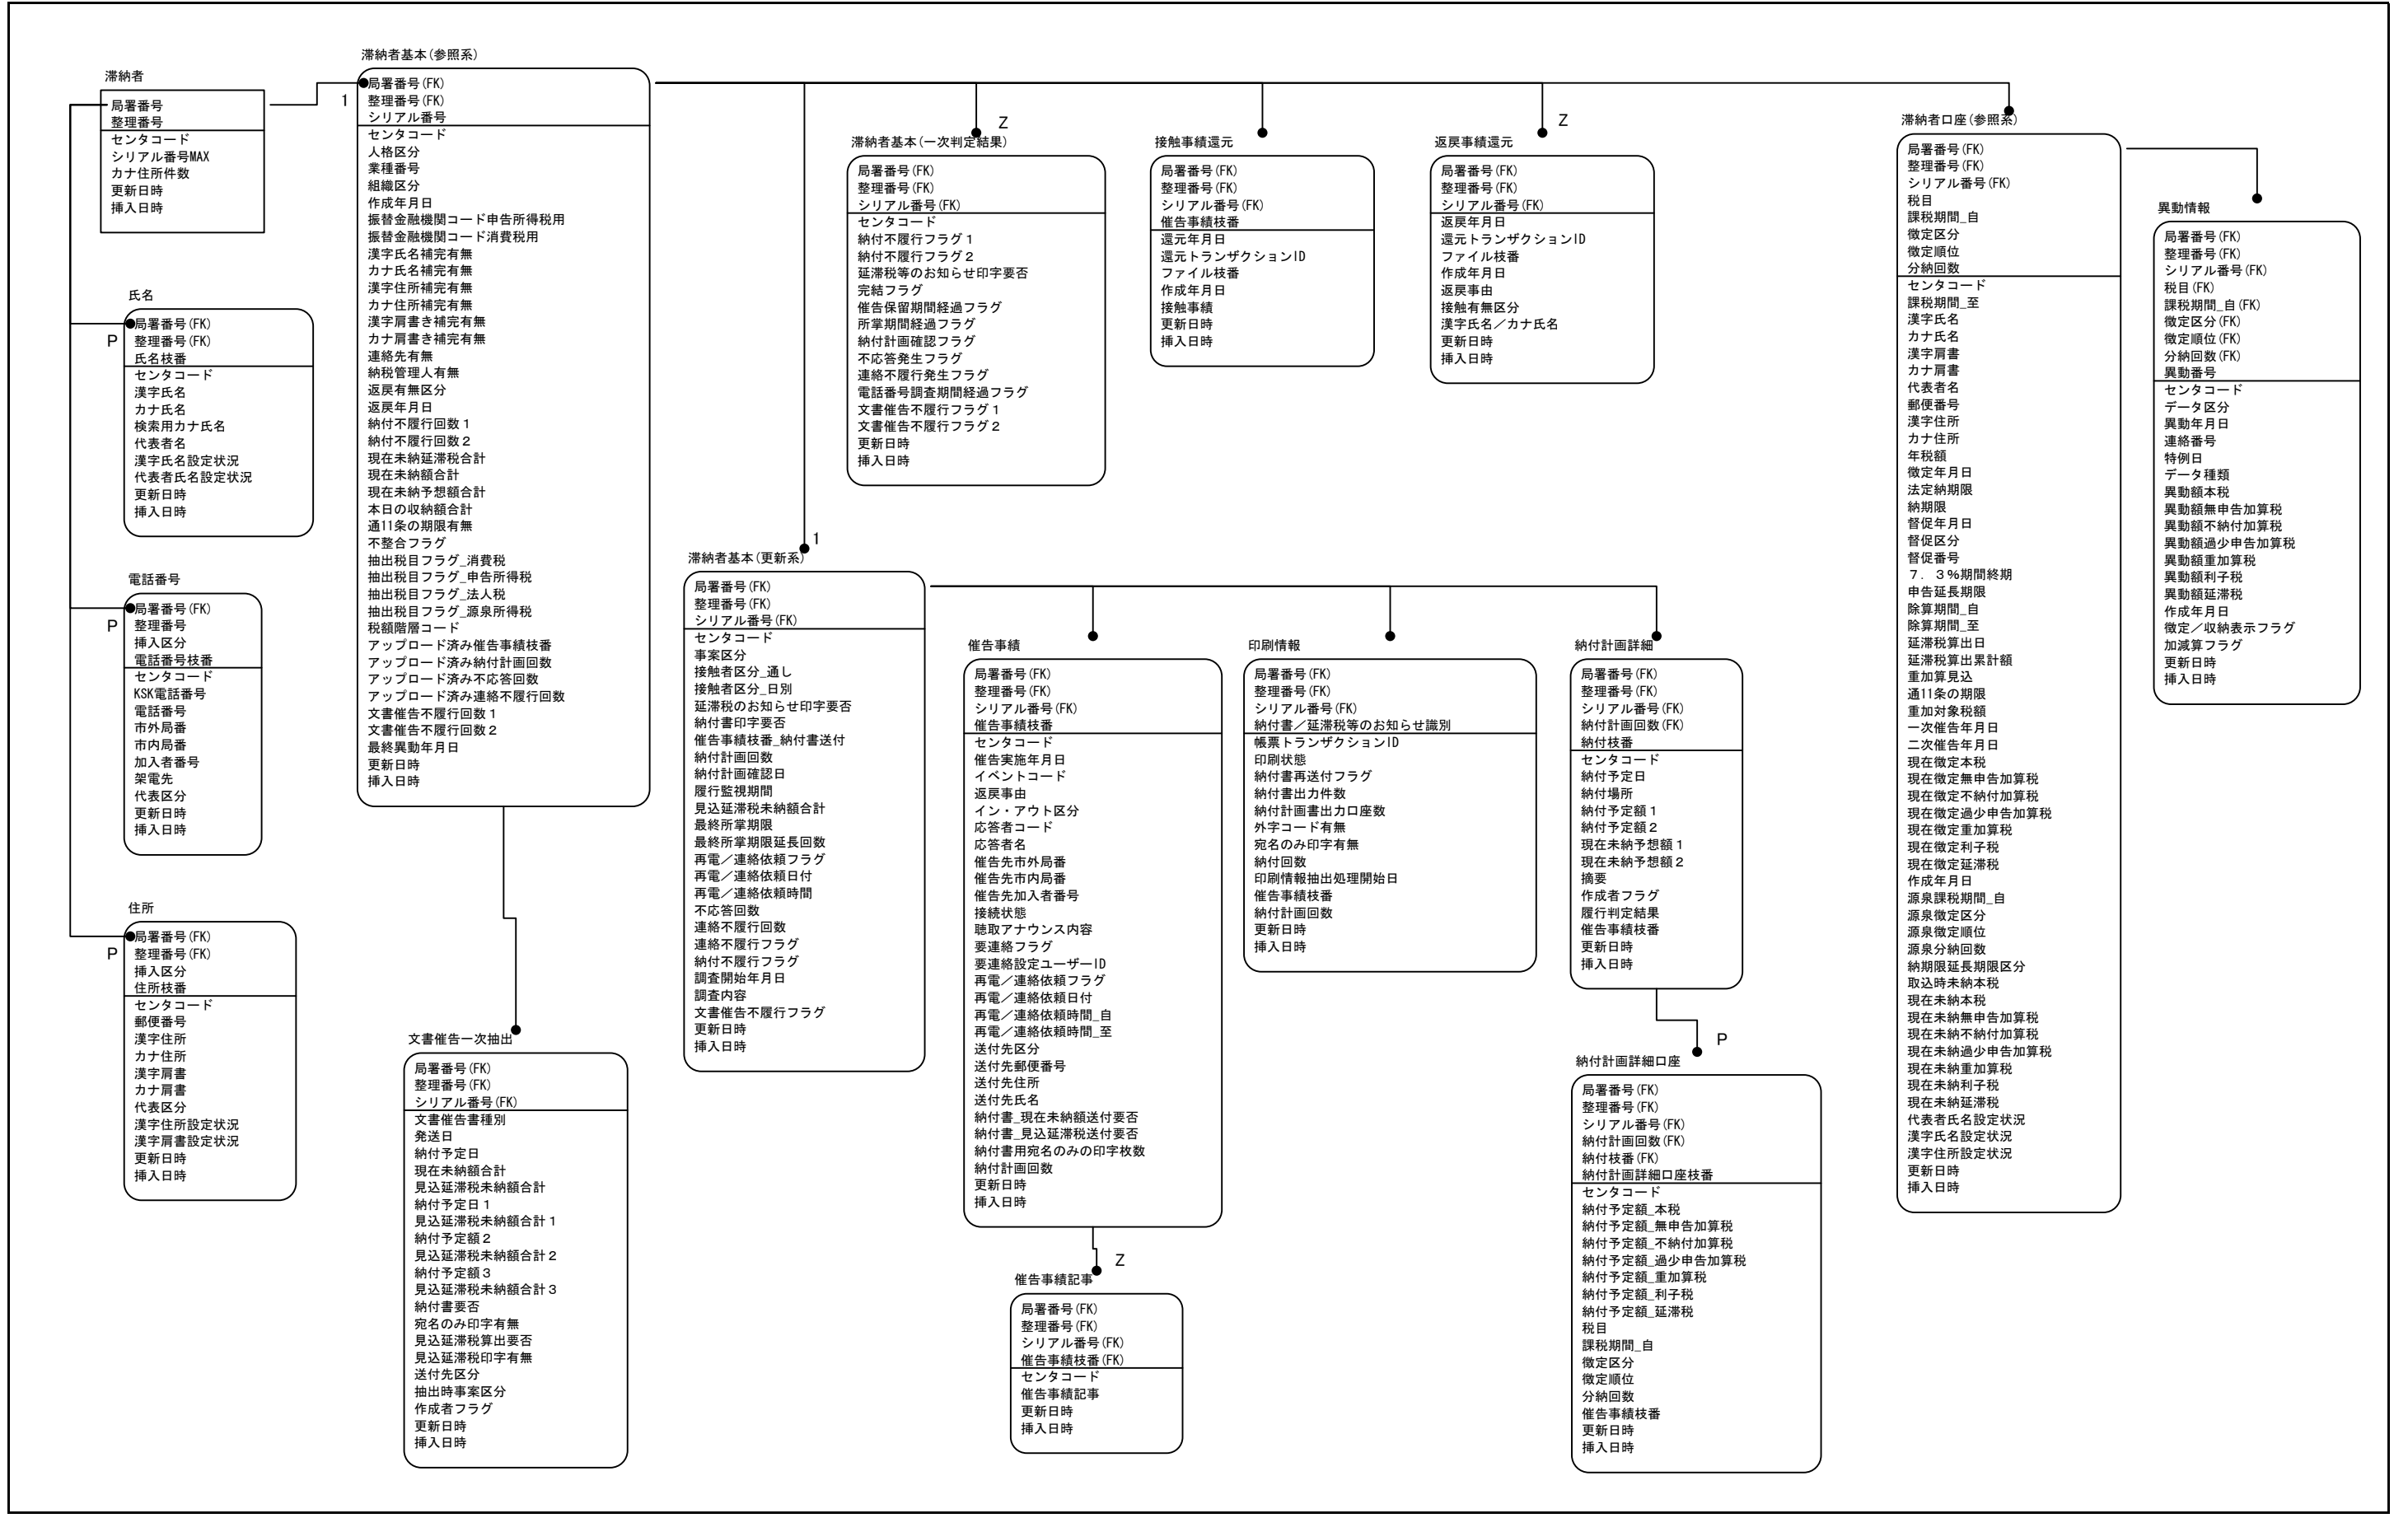 滞納者
局署番号
整理番号
センタコード
シリアル番号MAX
カナ住所件数
更新日時
挿入日時
氏名
局署番号(FK)
P
整理番号(FK)
氏名枝番
センタコード
漢字氏名
カナ氏名
検索用カナ氏名
代表者名
漢字氏名設定状況
代表者氏名設定状況
更新日時
挿入日時
電話番号
局署番号(FK)
P
整理番号
挿入区分
電話番号枝番
センタコード
KSK電話番号
電話番号
市外局番
市内局番
加入者番号
架電先
代表区分
更新日時
挿入日時
住所
局署番号(FK)
P
整理番号(FK)
挿入区分
住所枝番
センタコード
郵便番号
漢字住所
カナ住所
漢字肩書
カナ肩書
代表区分
漢字住所設定状況
漢字肩書設定状況
更新日時
挿入日時
滞納者基本(参照系)
局署番号(FK)
1
整理番号(FK)
シリアル番号
センタコード
人格区分
業種番号
組織区分
作成年月日
振替金融機関コード申告所得税用
振替金融機関コード消費税用
漢字氏名補完有無
カナ氏名補完有無
漢字住所補完有無
カナ住所補完有無
漢字肩書き補完有無
カナ肩書き補完有無
連絡先有無
納税管理人有無
返戻有無区分
返戻年月日
納付不履行回数1
納付不履行回数2
現在未納延滞税合計
現在未納額合計
現在未納予想額合計
本日の収納額合計
通11条の期限有無
不整合フラグ
抽出税目フラグ_消費税
抽出税目フラグ_申告所得税
抽出税目フラグ_法人税
抽出税目フラグ_源泉所得税
税額階層コード
アップロード済み催告事績枝番
アップロード済み納付計画回数
アップロード済み不応答回数
アップロード済み連絡不履行回数
文書催告不履行回数1
文書催告不履行回数2
最終異動年月日
更新日時
挿入日時
文書催告一次抽出
局署番号(FK)
整理番号(FK)
シリアル番号(FK)
文書催告書種別
発送日
納付予定日
現在未納額合計
見込延滞税未納額合計
納付予定日1
見込延滞税未納額合計1
納付予定額2
見込延滞税未納額合計2
納付予定額3
見込延滞税未納額合計3
納付書要否
宛名のみ印字有無
見込延滞税算出要否
見込延滞税印字有無
送付先区分
抽出時事案区分
作成者フラグ
更新日時
挿入日時
Z
滞納者基本(一次判定結果)
局署番号(FK)
整理番号(FK)
シリアル番号(FK)
センタコード
納付不履行フラグ1
納付不履行フラグ2
延滞税等のお知らせ印字要否
完結フラグ
催告保留期間経過フラグ
所掌期間経過フラグ
納付計画確認フラグ
不応答発生フラグ
連絡不履行発生フラグ
電話番号調査期間経過フラグ
文書催告不履行フラグ1
文書催告不履行フラグ2
更新日時
挿入日時
接触事績還元
局署番号(FK)
整理番号(FK)
シリアル番号(FK)
催告事績枝番
還元年月日
還元トランザクションID
ファイル枝番
作成年月日
接触事績
更新日時
挿入日時
Z
返戻事績還元
局署番号(FK)
整理番号(FK)
シリアル番号(FK)
返戻年月日
還元トランザクションID
ファイル枝番
作成年月日
返戻事由
接触有無区分
漢字氏名／カナ氏名
更新日時
挿入日時
1
滞納者基本(更新系)
局署番号(FK)
整理番号(FK)
シリアル番号(FK)
センタコード
事案区分
接触者区分_通し
接触者区分_日別
延滞税のお知らせ印字要否
納付書印字要否
催告事績枝番_納付書送付
納付計画回数
納付計画確認日
履行監視期間
見込延滞税未納額合計
最終所掌期限
最終所掌期限延長回数
再電／連絡依頼フラグ
再電／連絡依頼日付
再電／連絡依頼時間
不応答回数
連絡不履行回数
連絡不履行フラグ
納付不履行フラグ
調査開始年月日
調査内容
文書催告不履行フラグ
更新日時
挿入日時
催告事績
局署番号(FK)
整理番号(FK)
シリアル番号(FK)
催告事績枝番
センタコード
催告実施年月日
イベントコード
返戻事由
イン・アウト区分
応答者コード
応答者名
催告先市外局番
催告先市内局番
催告先加入者番号
接続状態
聴取アナウンス内容
要連絡フラグ
要連絡設定ユーザーID
再電／連絡依頼フラグ
再電／連絡依頼日付
再電／連絡依頼時間_自
再電／連絡依頼時間_至
送付先区分
送付先郵便番号
送付先住所
送付先氏名
納付書_現在未納額送付要否
納付書_見込延滞税送付要否
納付書用宛名のみの印字枚数
納付計画回数
更新日時
挿入日時
Z
催告事績記事
局署番号(FK)
整理番号(FK)
シリアル番号(FK)
催告事績枝番(FK)
センタコード
催告事績記事
更新日時
挿入日時
印刷情報
局署番号(FK)
整理番号(FK)
シリアル番号(FK)
納付書／延滞税等のお知らせ識別
帳票トランザクションID
印刷状態
納付書再送付フラグ
納付書出力件数
納付計画書出力口座数
外字コード有無
宛名のみ印字有無
納付回数
印刷情報抽出処理開始日
催告事績枝番
納付計画回数
更新日時
挿入日時
納付計画詳細
局署番号(FK)
整理番号(FK)
シリアル番号(FK)
納付計画回数(FK)
納付枝番
センタコード
納付予定日
納付場所
納付予定額1
納付予定額2
現在未納予想額1
現在未納予想額2
摘要
作成者フラグ
履行判定結果
催告事績枝番
更新日時
挿入日時
P
納付計画詳細口座
局署番号(FK)
整理番号(FK)
シリアル番号(FK)
納付計画回数(FK)
納付枝番(FK)
納付計画詳細口座枝番
センタコード
納付予定額_本税
納付予定額_無申告加算税
納付予定額_不納付加算税
納付予定額_過少申告加算税
納付予定額_重加算税
納付予定額_利子税
納付予定額_延滞税
税目
課税期間_自
徴定区分
徴定順位
分納回数
催告事績枝番
更新日時
挿入日時
滞納者口座(参照系)
局署番号(FK)
整理番号(FK)
シリアル番号(FK)
税目
課税期間_自
徴定区分
徴定順位
分納回数
センタコード
課税期間_至
漢字氏名
カナ氏名
漢字肩書
カナ肩書
代表者名
郵便番号
漢字住所
カナ住所
年税額
徴定年月日
法定納期限
納期限
督促年月日
督促区分
督促番号
７．３%期間終期
申告延長期限
除算期間_自
除算期間_至
延滞税算出日
延滞税算出累計額
重加算見込
通11条の期限
重加対象税額
一次催告年月日
二次催告年月日
現在徴定本税
現在徴定無申告加算税
現在徴定不納付加算税
現在徴定過少申告加算税
現在徴定重加算税
現在徴定利子税
現在徴定延滞税
作成年月日
源泉課税期間_自
源泉徴定区分
源泉徴定順位
源泉分納回数
納期限延長期限区分
取込時未納本税
現在未納本税
現在未納無申告加算税
現在未納不納付加算税
現在未納過少申告加算税
現在未納重加算税
現在未納利子税
現在未納延滞税
代表者氏名設定状況
漢字氏名設定状況
漢字住所設定状況
更新日時
挿入日時
異動情報
局署番号(FK)
整理番号(FK)
シリアル番号(FK)
税目(FK)
課税期間_自(FK)
徴定区分(FK)
徴定順位(FK)
分納回数(FK)
異動番号
センタコード
データ区分
異動年月日
連絡番号
特例日
データ種類
異動額本税
異動額無申告加算税
異動額不納付加算税
異動額過少申告加算税
異動額重加算税
異動額利子税
異動額延滞税
作成年月日
徴定／収納表示フラグ
加減算フラグ
更新日時
挿入日時